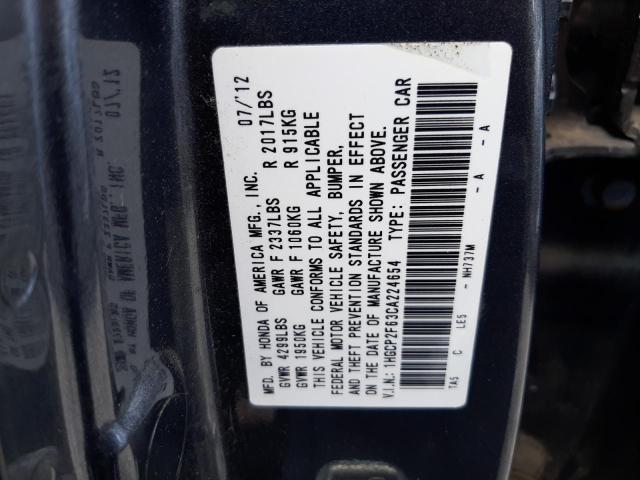 MFD. BY HONDA OF AMERICA MFG., INC. 07/'12
GVWR 4299LBS GAWR F 2337LBS R 2017LBS
GVWR 1950KG GAWR F 1060KG R 915KG
THIS VEHICLE CONFORMS TO ALL APPLICABLE
FEDERAL MOTOR VEHICLE SAFETY, BUMPER,
AND THEFT PREVENTION STANDARDS IN EFFECT
ON THE DATE OF MANUFACTURE SHOWN ABOVE.
V.I.N.: 1HGCP2F63CA224654 TYPE: PASSENGER CAR
TA5 C LE5 - NH737M - A - A